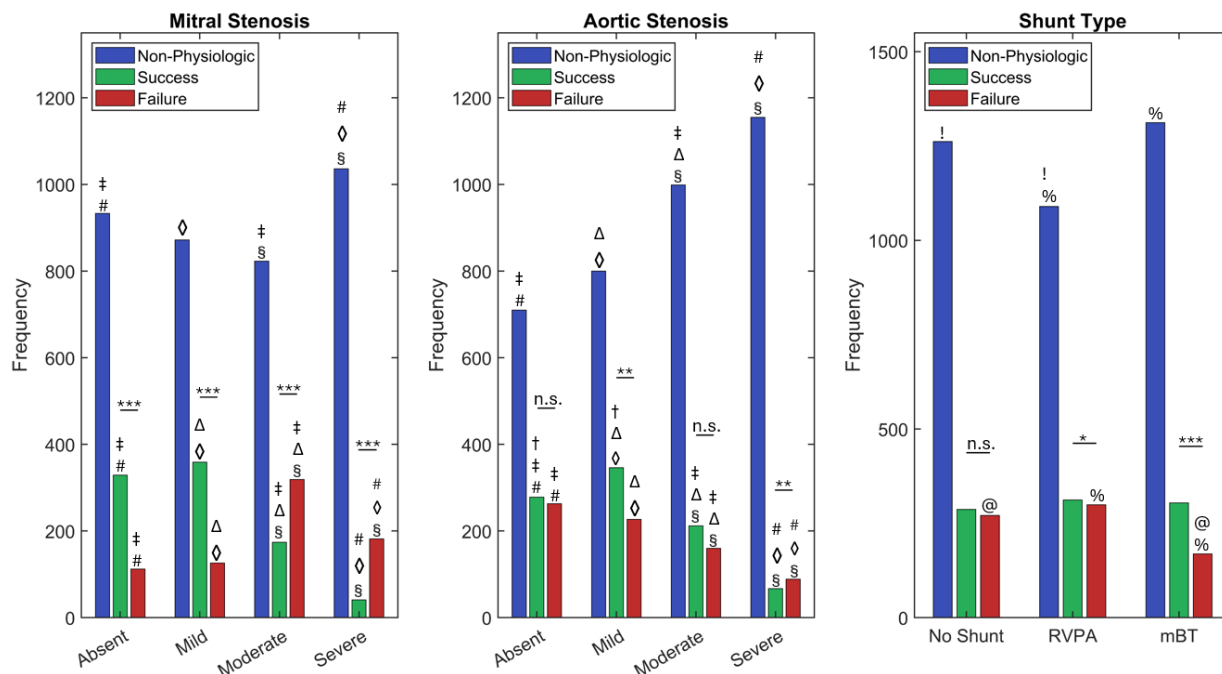 Mitral Stenosis
Non-Physiologic
Success
Failure
Frequency
0
200
400
600
800
1000
1200
‡
#
‡
#
‡
#
***
◊
Δ
◊
Δ
◊
***
‡
§
‡
Δ
§
‡
Δ
§
***
#
◊
§
#
◊
§
#
◊
§
***
Absent
Mild
Moderate
Severe
Aortic Stenosis
Non-Physiologic
Success
Failure
Frequency
0
200
400
600
800
1000
1200
‡
#
†
‡
#
‡
#
n.s.
Δ
◊
†
Δ
◊
Δ
◊
**
‡
Δ
§
‡
Δ
§
‡
Δ
§
n.s.
#
◊
§
#
◊
§
#
◊
§
**
Absent
Mild
Moderate
Severe
Shunt Type
Non-Physiologic
Success
Failure
Frequency
0
500
1000
1500
!
@
n.s.
!
%
%
*
%
@
%
***
No Shunt
RVPA
mBT